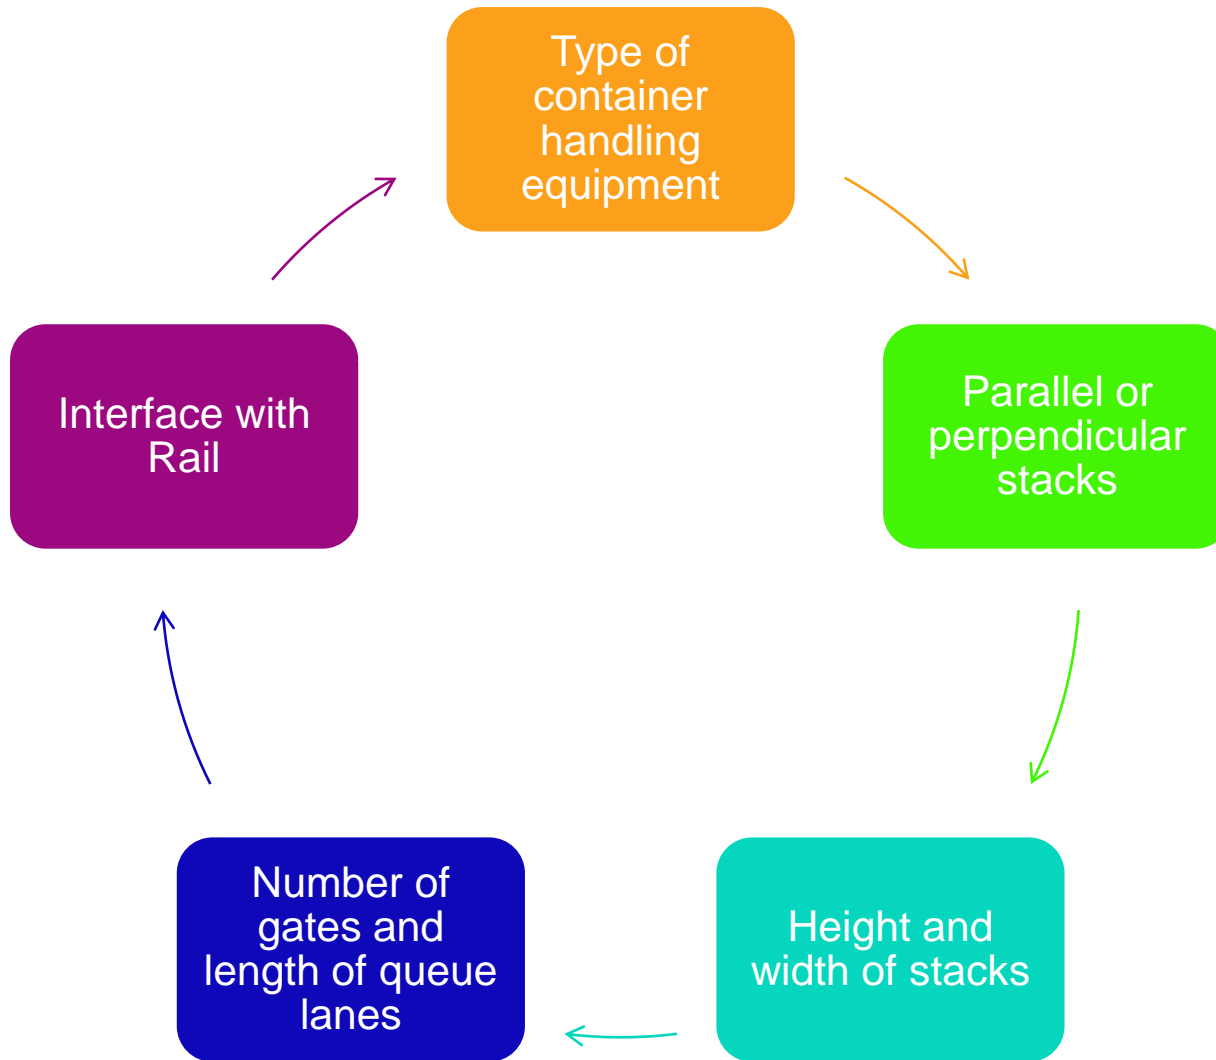 Type of
container
handling
equipment
Parallel or
perpendicular
stacks
Height and
width of stacks
Number of
gates and
length of queue
lanes
Interface with
Rail